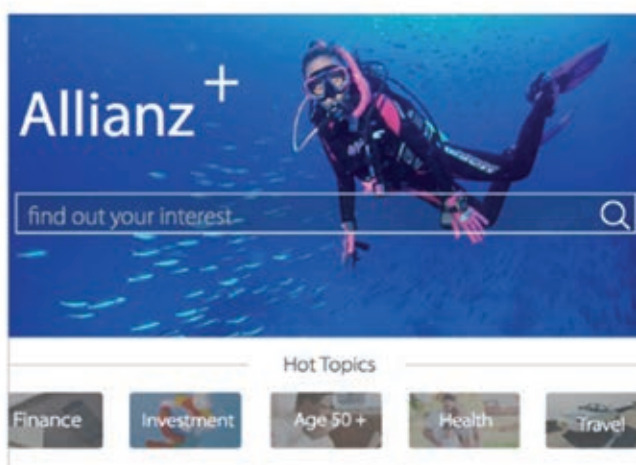 Allianz +
find out your interest
Hot Topics
Finance Investment Age 50 + Health Travel